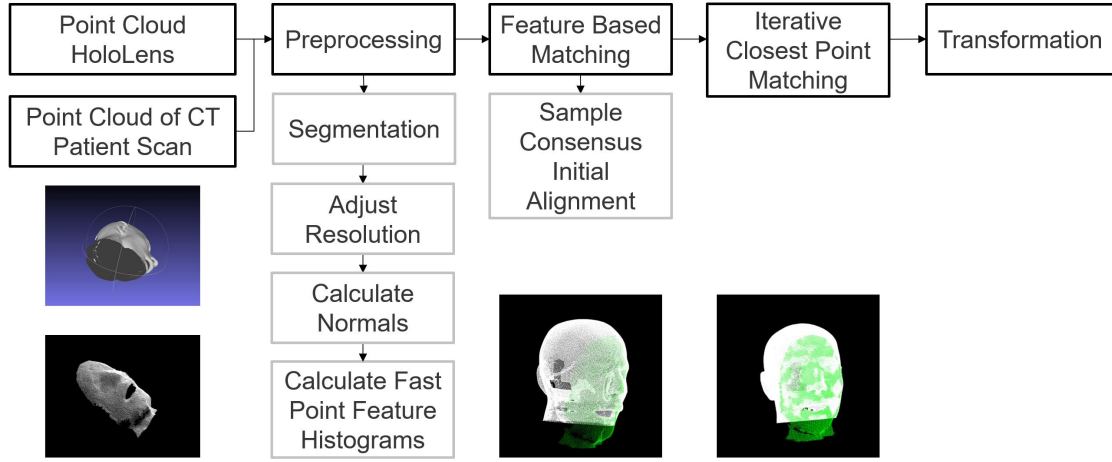 Point Cloud
HoloLens
Point Cloud of CT
Patient Scan
Preprocessing
Segmentation
Adjust
Resolution
Calculate
Normals
Calculate Fast
Point Feature
Histograms
Feature Based
Matching
Sample
Consensus
Initial
Alignment
Iterative
Closest Point
Matching
Transformation